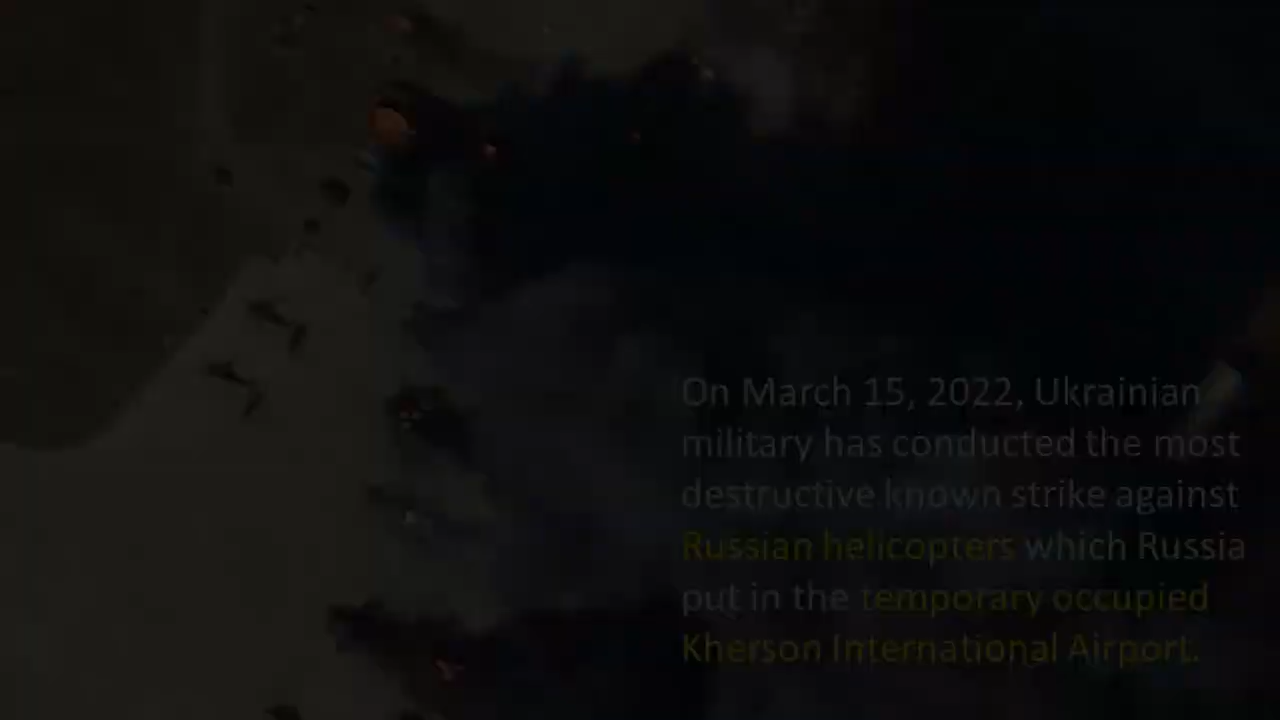 On March 15, 2022, Ukrainian
military has conducted the most
destructive known strike against
Russian helicopters which Russia
put in the temporary occupied
Kherson International Airport.